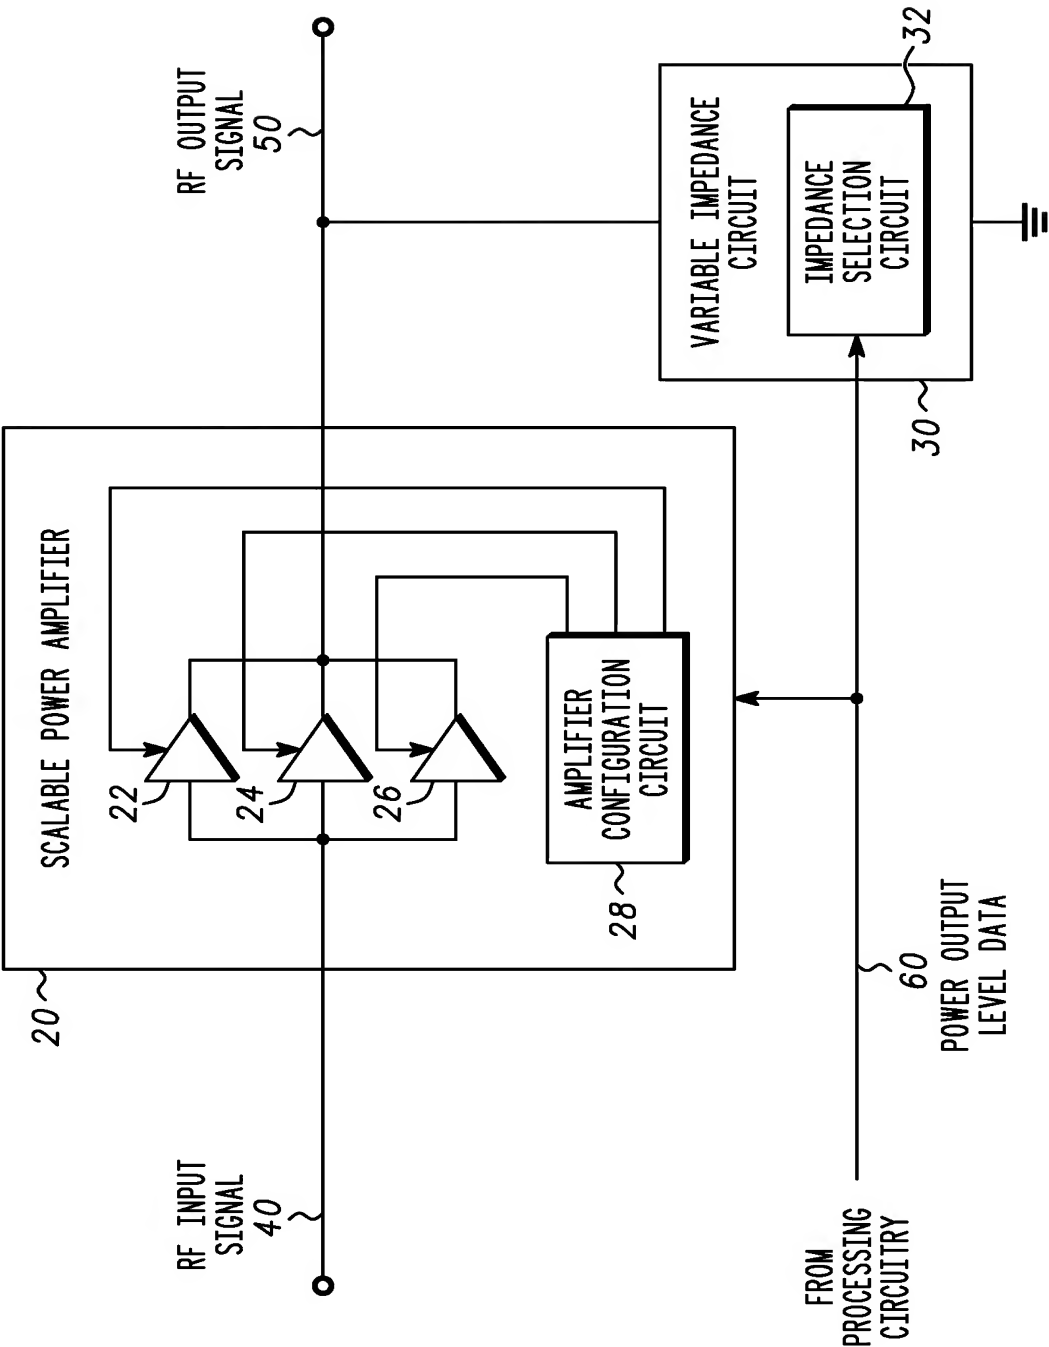 SCALABLE POWER AMPLIFIER
20
22
24
26
AMPLIFIER
CONFIGURATION
CIRCUIT
28
RF INPUT
SIGNAL
40
RF OUTPUT
SIGNAL
50
VARIABLE IMPEDANCE
CIRCUIT
30
IMPEDANCE
SELECTION
CIRCUIT
32
FROM
PROCESSING
CIRCUITRY
60
POWER OUTPUT
LEVEL DATA